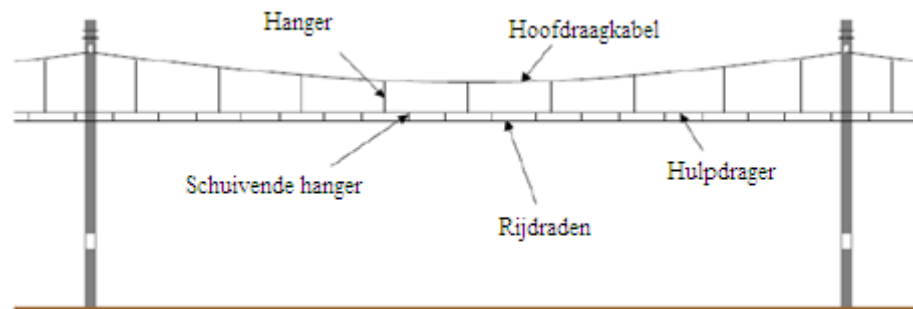 Hanger
Hoofdraagkabel
Schuivende hanger
Hulpdrager
Rijdraden